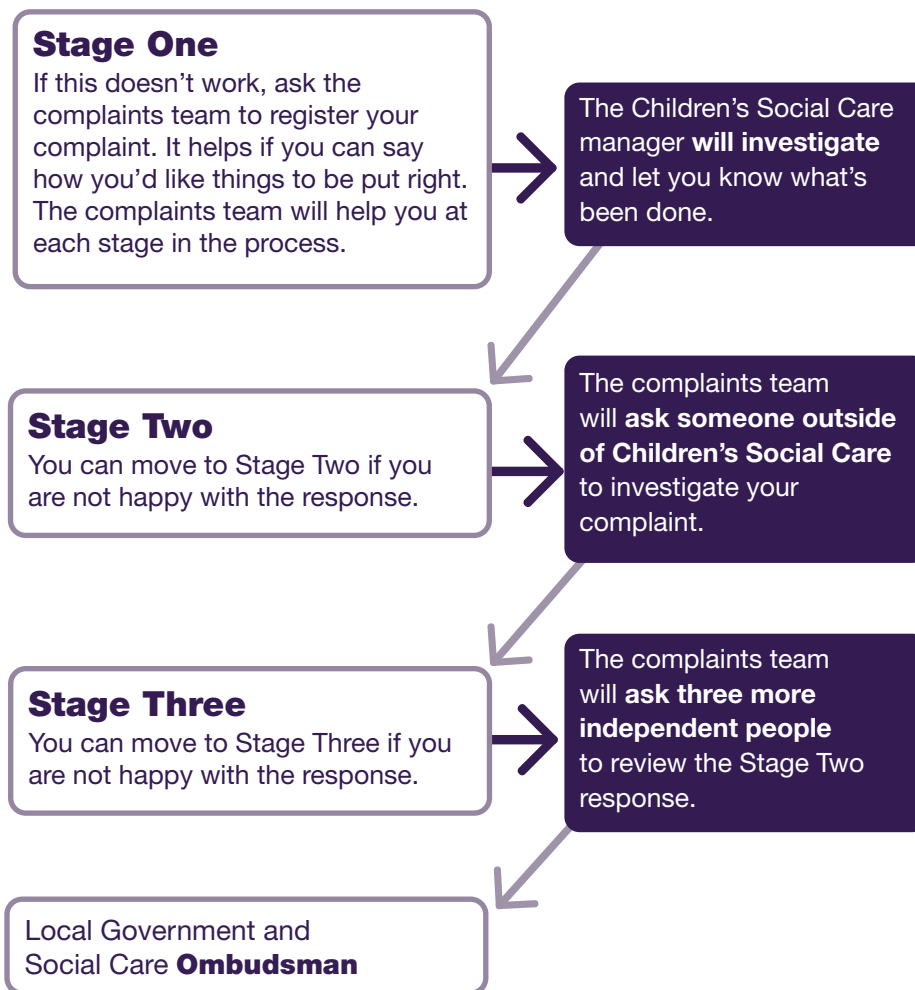 Stage One
If this doesn't work, ask the
complaints team to register your
complaint. It helps if you can say
how you'd like things to be put right.
The complaints team will help you at
each stage in the process.
The Children's Social Care
manager will investigate
and let you know what's
been done.
Stage Two
You can move to Stage Two if you
are not happy with the response.
The complaints team
will ask someone outside
of Children's Social Care
to investigate your
complaint.
Stage Three
You can move to Stage Three if you
are not happy with the response.
The complaints team
will ask three more
independent people
to review the Stage Two
response.
Local Government and
Social Care Ombudsman